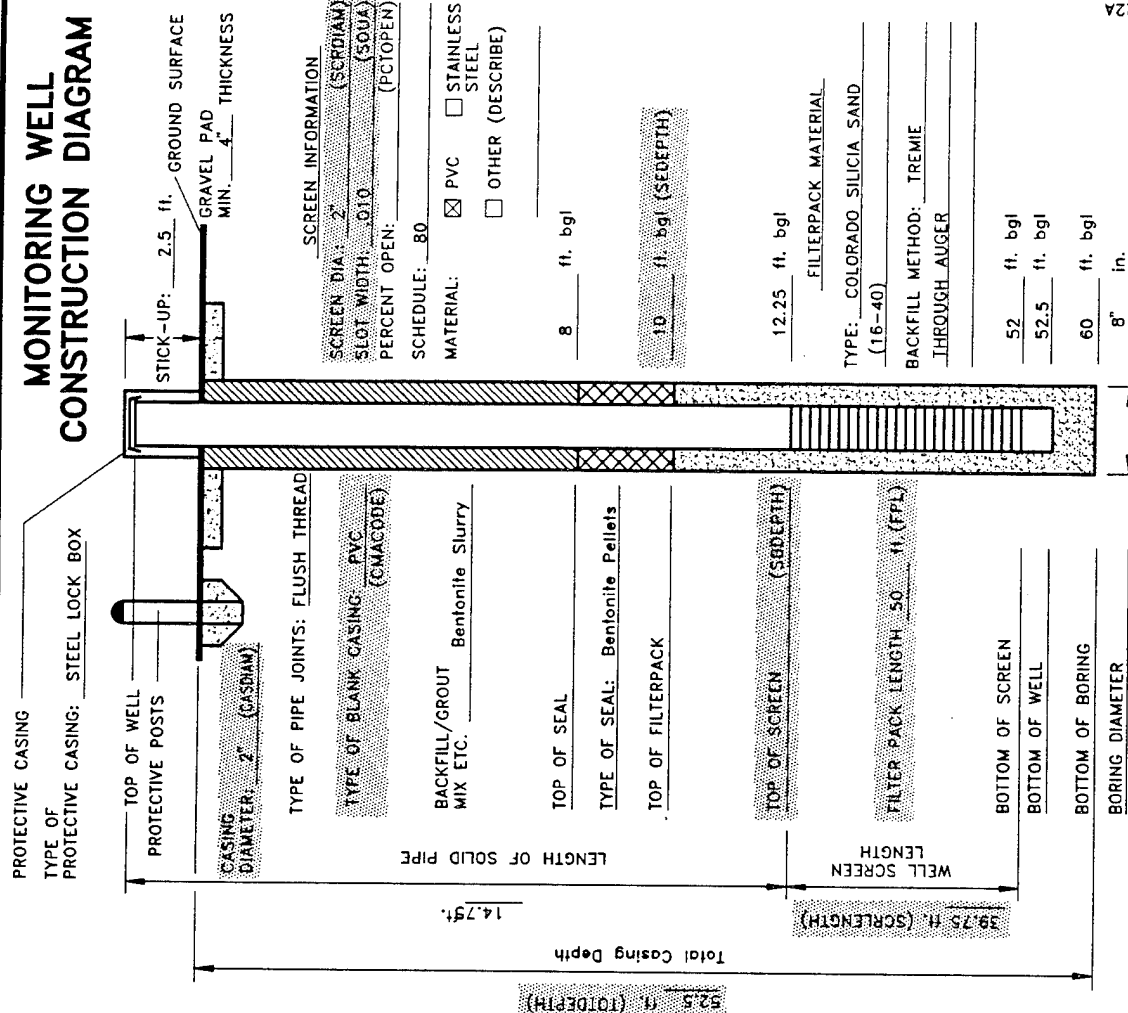 MONITORING WELL
CONSTRUCTION DIAGRAM
PROTECTIVE CASING
TYPE OF
PROTECTIVE CASING: STEEL LOCK BOX
TOP OF WELL
PROTECTIVE POSTS
STICK-UP: 2.5 ft.
GROUND SURFACE
GRAVEL PAD
MIN. 4" THICKNESS
CASING
DIAMETER: 2" (CASDIAM)
TYPE OF PIPE JOINTS: FLUSH THREAD
TYPE OF BLANK CASING: PVC
(CMACODE)
BACKFILL/GROUT
MIX ETC. Bentonite Slurry
TOP OF SEAL
TYPE OF SEAL: Bentonite Pellets
TOP OF FILTERPACK
TOP OF SCREEN (SBDEPTH)
FILTER PACK LENGTH 50 ft (FPL)
BOTTOM OF SCREEN
BOTTOM OF WELL
BOTTOM OF BORING
BORING DIAMETER
SCREEN INFORMATION
SCREEN DIA: 2" (SCRDIAM)
SLOT WIDTH: .010 (SOUA)
PERCENT OPEN: (PCTOPEN)
SCHEDULE: 80
MATERIAL: PVC STAINLESS
STEEL
OTHER (DESCRIBE)
8 ft. bgl
10 ft. bgl (SEDEPTH)
12.25 ft. bgl
FILTERPACK MATERIAL
TYPE: COLORADO SILICIA SAND
(16-40)
BACKFILL METHOD: TREMIE
THROUGH AUGER
52 ft. bgl
52.5 ft. bgl
60 ft. bgl
8" in.
LENGTH OF SOLID PIPE
14.75ft.
WELL SCREEN
LENGTH
39.75 ft. (SCRLENGTH)
Total Casing Depth
52.5 ft. (TOTDEPTH)